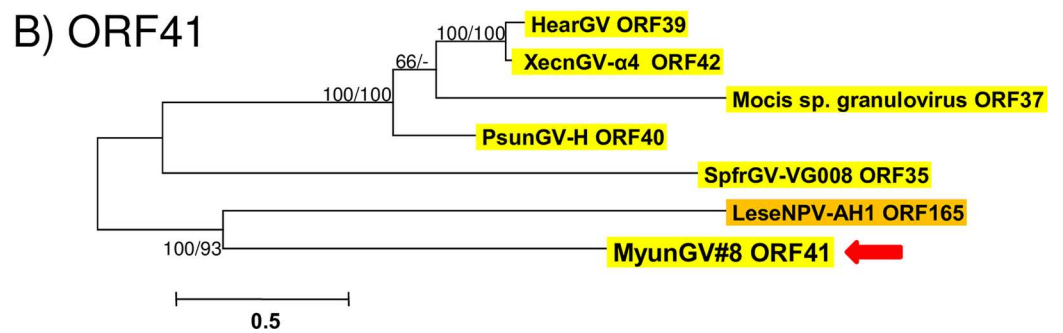 B) ORF41
HearGV ORF39
100/100
XecnGV-α4 ORF42
66/-
100/100
Mocis sp. granulovirus ORF37
PsunGV-H ORF40
SpfrGV-VG008 ORF35
LeseNPV-AH1 ORF165
100/93
MyunGV#8 ORF41
0.5